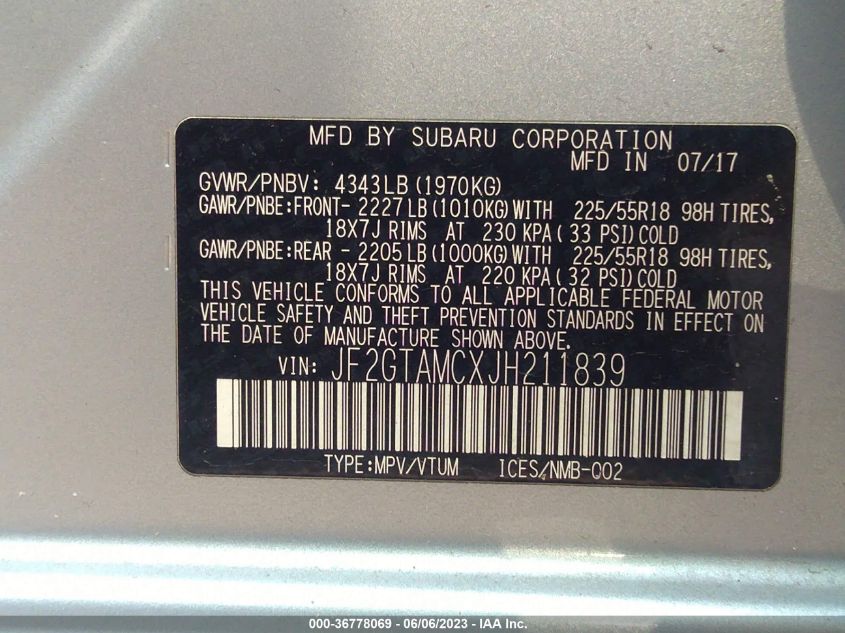 MFD BY SUBARU CORPORATION
MFD IN 07/17
GVWR/PNBV: 4343LB (1970KG)
GAWR/PNBE:FRONT- 2227LB (1010KG) WITH 225/55R18 98H TIRES,
18X7J RIMS AT 230 KPA (33 PSI) COLD
GAWR/PNBE:REAR - 2205LB (1000KG) WITH 225/55R18 98H TIRES,
18X7J RIMS AT 220 KPA (32 PSI) COLD
THIS VEHICLE CONFORMS TO ALL APPLICABLE FEDERAL MOTOR
VEHICLE SAFETY AND THEFT PREVENTION STANDARDS IN EFFECT ON
THE DATE OF MANUFACTURE SHOWN ABOVE.
VIN: JF2GTAMCXJH211839
TYPE:MPV/VTUM ICES/NMB-002
000-36778069 - 06/06/2023 - IAA Inc.